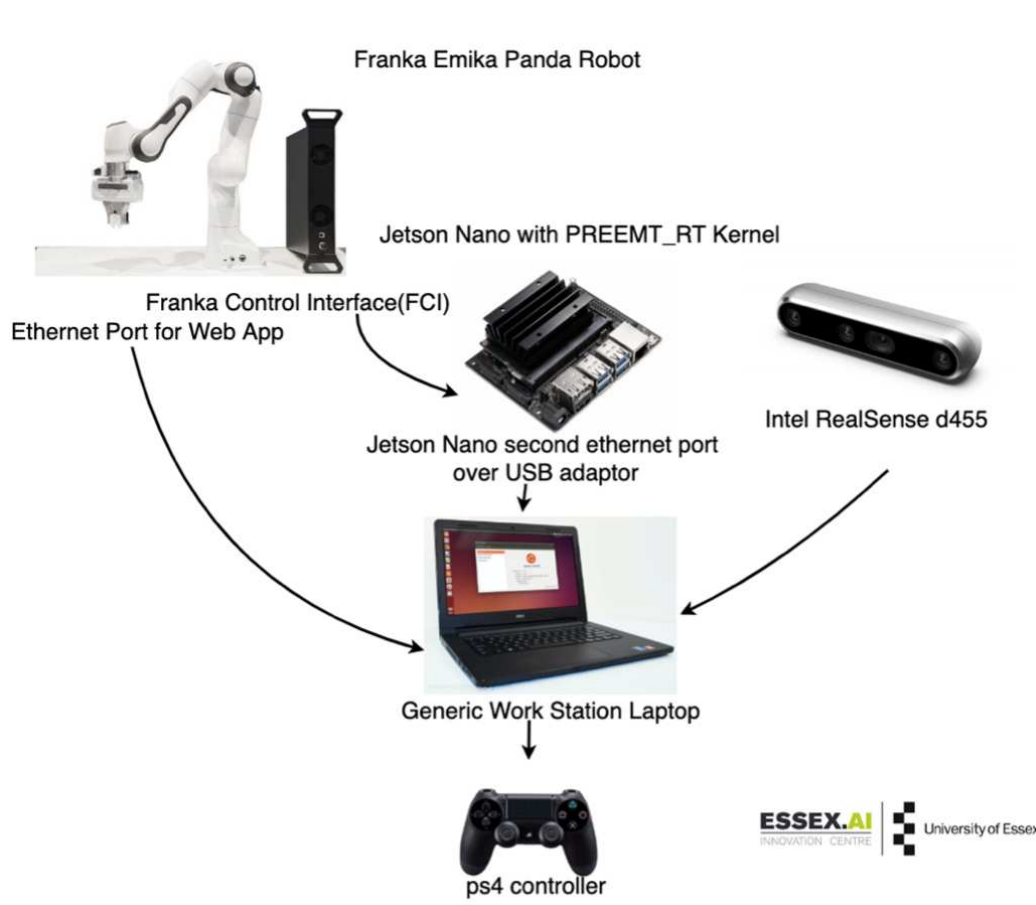 Franka Emika Panda Robot
Jetson Nano with PREEMT_RT Kernel
Franka Control Interface(FCI)
Ethernet Port for Web App
Intel RealSense d455
Jetson Nano second ethernet port
over USB adaptor
Generic Work Station Laptop
ESSEX.AI
INNOVATION CENTRE
University of Essex
ps4 controller